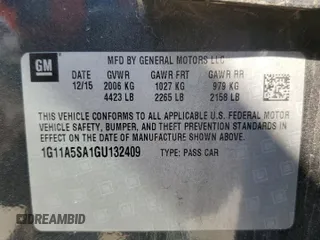 GM
MFD BY GENERAL MOTORS LLC
DATE GVWR GAWR FRT GAWR RR
12/15 2006 KG 1027 KG 979 KG
4423 LB 2265 LB 2158 LB
THIS VEHICLE CONFORMS TO ALL APPLICABLE U.S. FEDERAL MOTOR
VEHICLE SAFETY, BUMPER, AND THEFT PREVENTION STANDARDS IN
EFFECT ON THE DATE OF MANUFACTURE SHOWN ABOVE.
1G11A5SA1GU132409 TYPE: PASS CAR